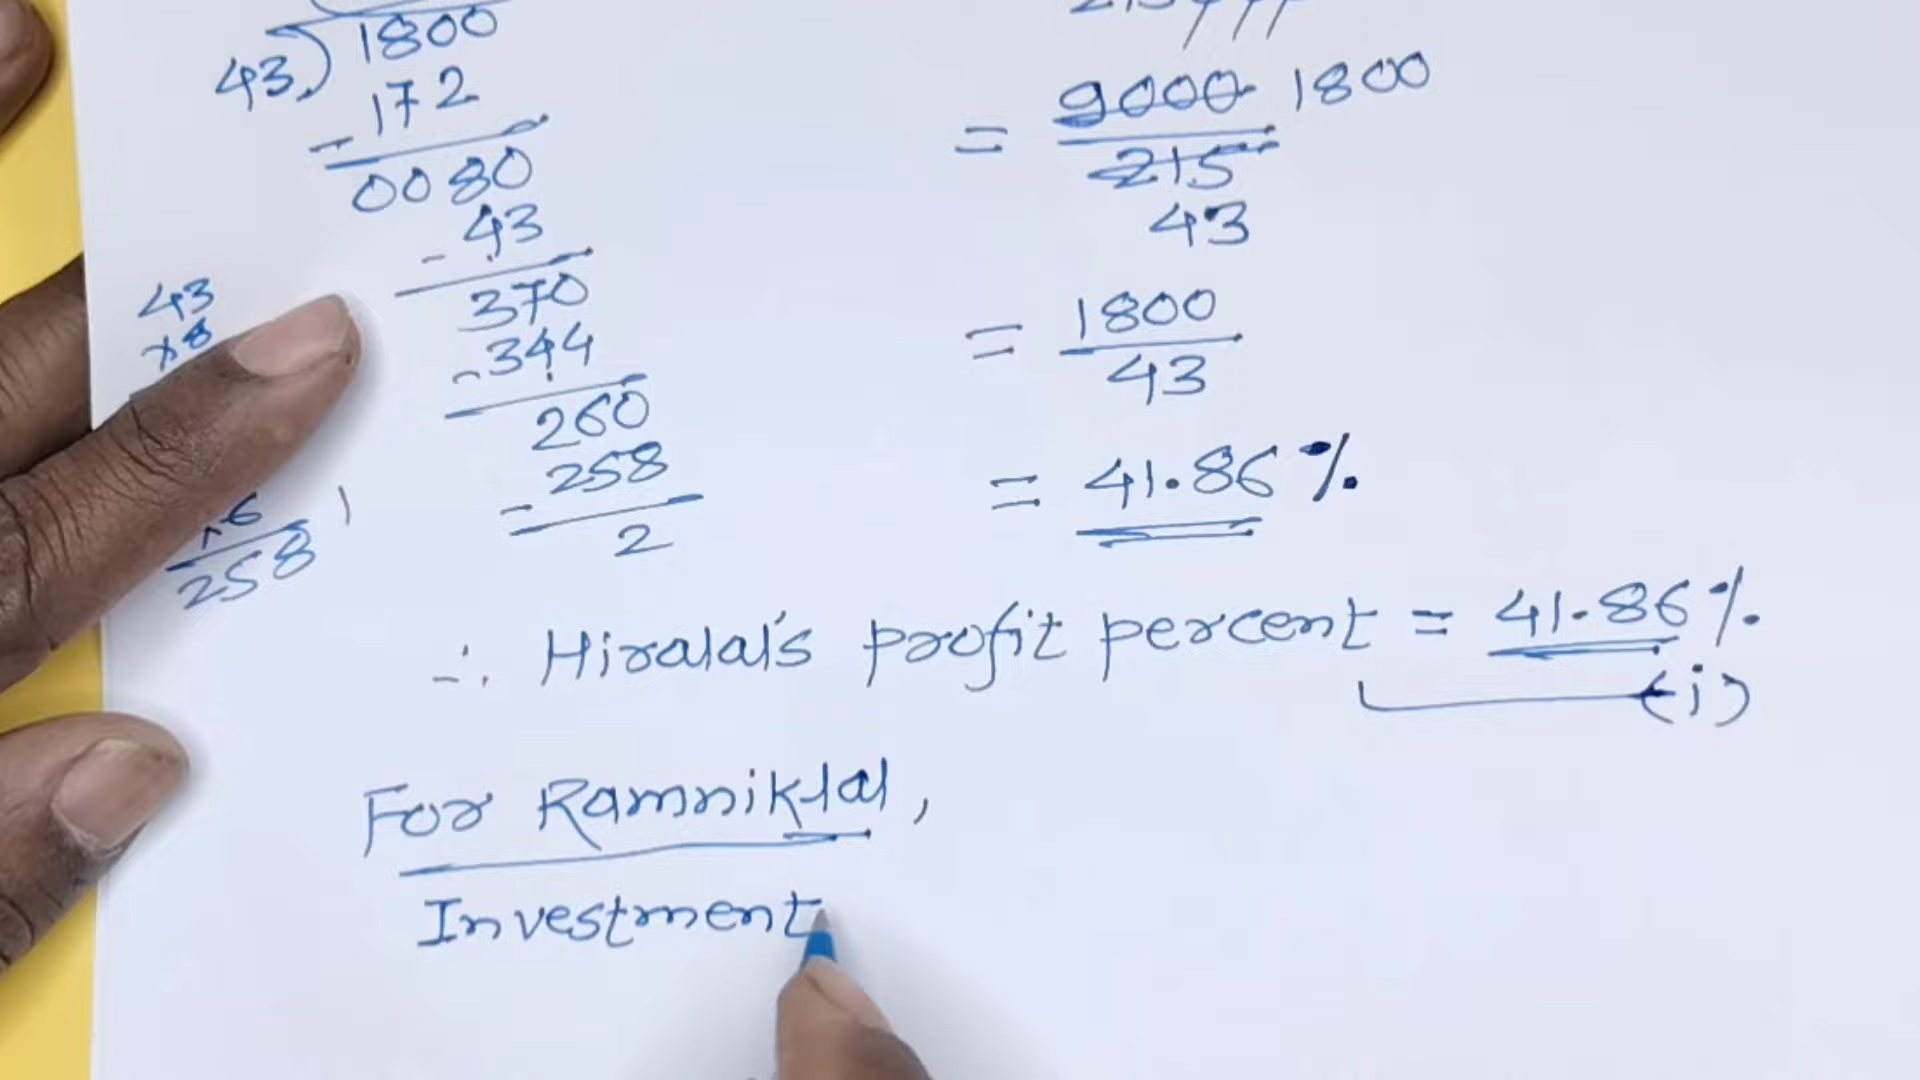 43) 1800
- 172
0080
- 43
370
- 344
260
- 258
2
43
×8
×6
258
= 9000 1800
215
43
= 1800
43
= 41.86 %
∴ Hiralal's profit percent = 41.86 %
(i)
For Ramniklal,
Investment